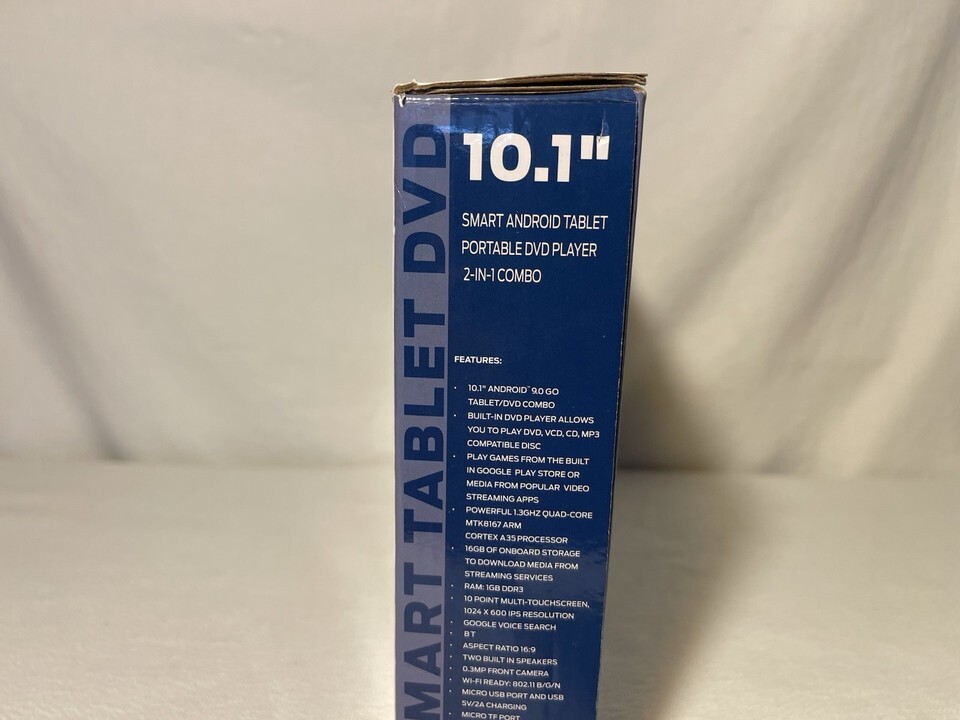 MART TABLET DVD
10.1"
SMART ANDROID TABLET
PORTABLE DVD PLAYER
2-IN-1 COMBO
FEATURES:
· 10.1" ANDROID™ 9.0 GO
TABLET/DVD COMBO
· BUILT-IN DVD PLAYER ALLOWS
YOU TO PLAY DVD, VCD, CD, MP3
COMPATIBLE DISC
· PLAY GAMES FROM THE BUILT
IN GOOGLE PLAY STORE OR
MEDIA FROM POPULAR VIDEO
STREAMING APPS
· POWERFUL 1.3GHZ QUAD-CORE
MTK8167 ARM
CORTEX A35 PROCESSOR
· 16GB OF ONBOARD STORAGE
TO DOWNLOAD MEDIA FROM
STREAMING SERVICES
· RAM: 1GB DDR3
· 10 POINT MULTI-TOUCHSCREEN,
1024 X 600 IPS RESOLUTION
· GOOGLE VOICE SEARCH
· BT
· ASPECT RATIO 16:9
· TWO BUILT IN SPEAKERS
· 0.3MP FRONT CAMERA
· WI-FI READY: 802.11 B/G/N
· MICRO USB PORT AND USB
5V/2A CHARGING
· MICRO TF PORT